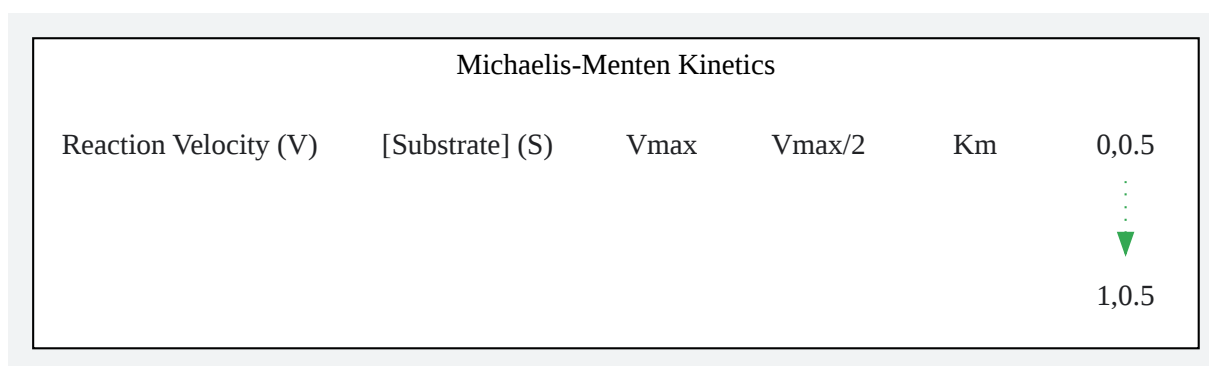 Michaelis-Menten Kinetics
Reaction Velocity (V) [Substrate] (S) Vmax Vmax/2 Km 0,0.5
1,0.5